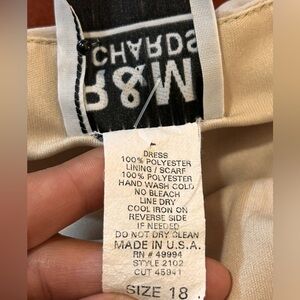 R&M
RICHARDS
DRESS
100% POLYESTER
LINING / SCARF
100% POLYESTER
HAND WASH COLD
NO BLEACH
LINE DRY
COOL IRON ON
REVERSE SIDE
IF NEEDED
DO NOT DRY CLEAN
MADE IN U.S.A.
RN # 49994
STYLE 2102
CUT 45941
SIZE 18